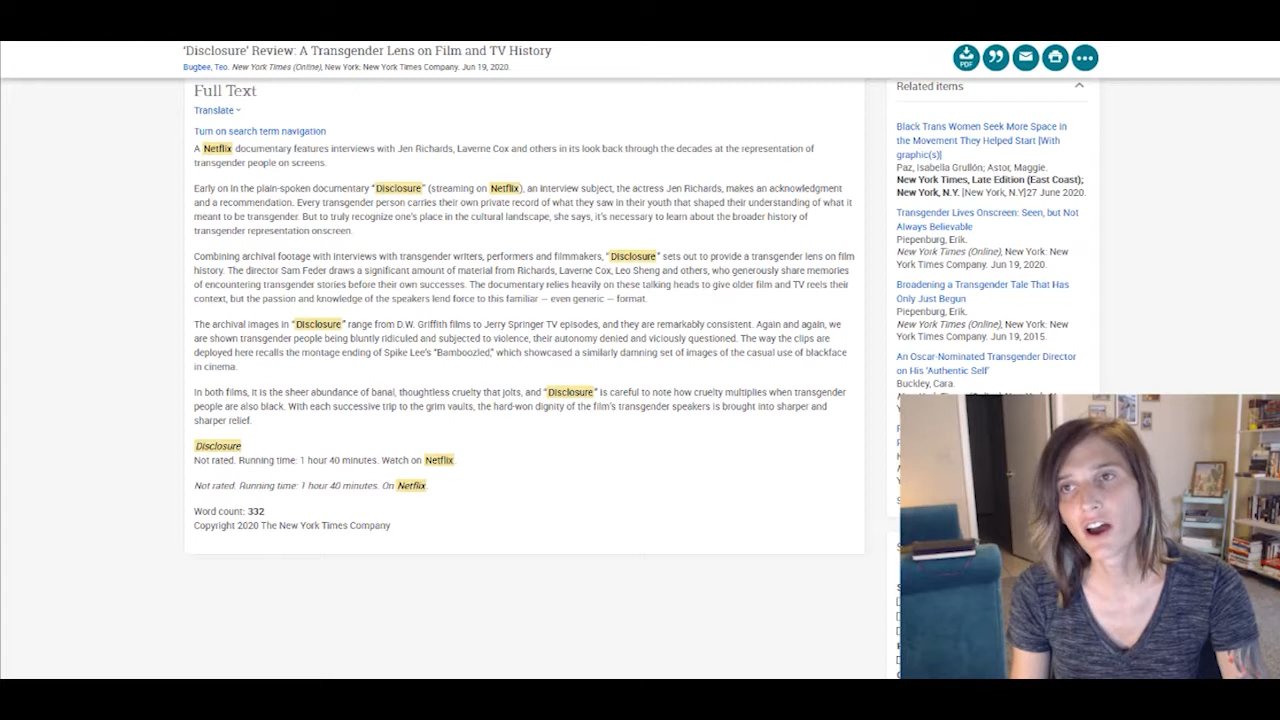 'Disclosure' Review: A Transgender Lens on Film and TV History
Bugbee, Teo. New York Times (Online), New York: New York Times Company. Jun 19, 2020.
PDF
Full Text
Translate
Turn on search term navigation
A Netflix documentary features interviews with Jen Richards, Laverne Cox and others in its look back through the decades at the representation of
transgender people on screens.
Early on in the plain-spoken documentary "Disclosure" (streaming on Netflix), an interview subject, the actress Jen Richards, makes an acknowledgment
and a recommendation. Every transgender person carries their own private record of what they saw in their youth that shaped their understanding of what it
meant to be transgender. But to truly recognize one's place in the cultural landscape, she says, it's necessary to learn about the broader history of
transgender representation onscreen.
Combining archival footage with interviews with transgender writers, performers and filmmakers, "Disclosure" sets out to provide a transgender lens on film
history. The director Sam Feder draws a significant amount of material from Richards, Laverne Cox, Leo Sheng and others, who generously share memories
of encountering transgender stories before their own successes. The documentary relies heavily on these talking heads to give older film and TV reels their
context, but the passion and knowledge of the speakers lend force to this familiar — even generic — format.
The archival images in "Disclosure" range from D.W. Griffith films to Jerry Springer TV episodes, and they are remarkably consistent. Again and again, we
are shown transgender people being bluntly ridiculed and subjected to violence, their autonomy denied and viciously questioned. The way the clips are
deployed here recalls the montage ending of Spike Lee's "Bamboozled," which showcased a similarly damning set of images of the casual use of blackface
in cinema.
In both films, it is the sheer abundance of banal, thoughtless cruelty that jolts, and "Disclosure" is careful to note how cruelty multiplies when transgender
people are also black. With each successive trip to the grim vaults, the hard-won dignity of the film's transgender speakers is brought into sharper and
sharper relief.
Disclosure
Not rated. Running time: 1 hour 40 minutes. Watch on Netflix.
Not rated. Running time: 1 hour 40 minutes. On Netflix.
Word count: 332
Copyright 2020 The New York Times Company
Related items
Black Trans Women Seek More Space in
the Movement They Helped Start [With
graphic(s)]
Paz, Isabella Grullón; Astor, Maggie.
New York Times, Late Edition (East Coast);
New York, N.Y. [New York, N.Y]27 June 2020.
Transgender Lives Onscreen: Seen, but Not
Always Believable
Piepenburg, Erik.
New York Times (Online), New York: New
York Times Company. Jun 19, 2020.
Broadening a Transgender Tale That Has
Only Just Begun
Piepenburg, Erik.
New York Times (Online), New York: New
York Times Company. Jun 19, 2015.
An Oscar-Nominated Transgender Director
on His 'Authentic Self'
Buckley, Cara.